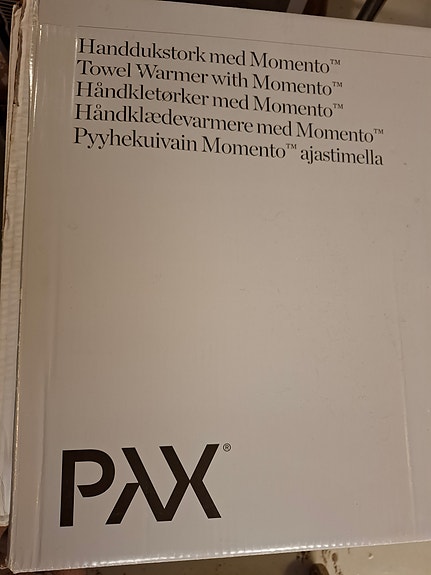 Handdukstork med Momento™
Towel Warmer with Momento™
Håndkletørker med Momento™
Håndklædevarmere med Momento™
Pyyhekuivain Momento™ ajastimella
PAX®